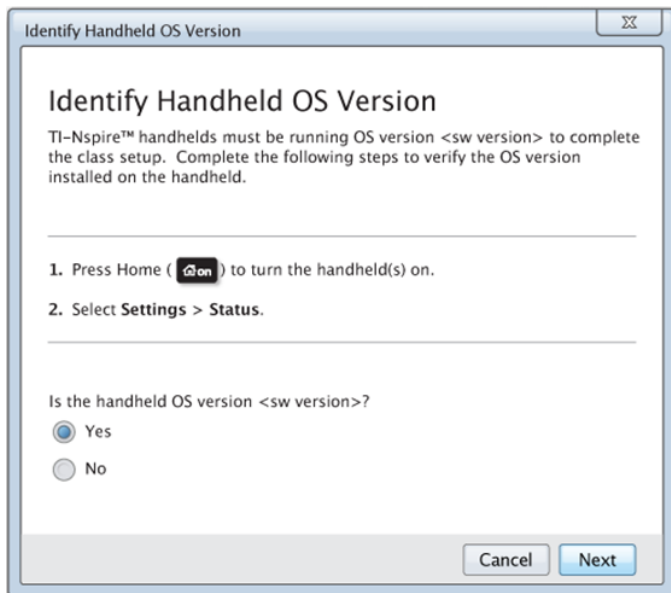 Identify Handheld OS Version
Identify Handheld OS Version
TI-Nspire™ handhelds must be running OS version <sw version> to complete
the class setup. Complete the following steps to verify the OS version
installed on the handheld.
1. Press Home ( on ) to turn the handheld(s) on.
2. Select Settings > Status.
Is the handheld OS version <sw version>?
Yes
No
Cancel Next